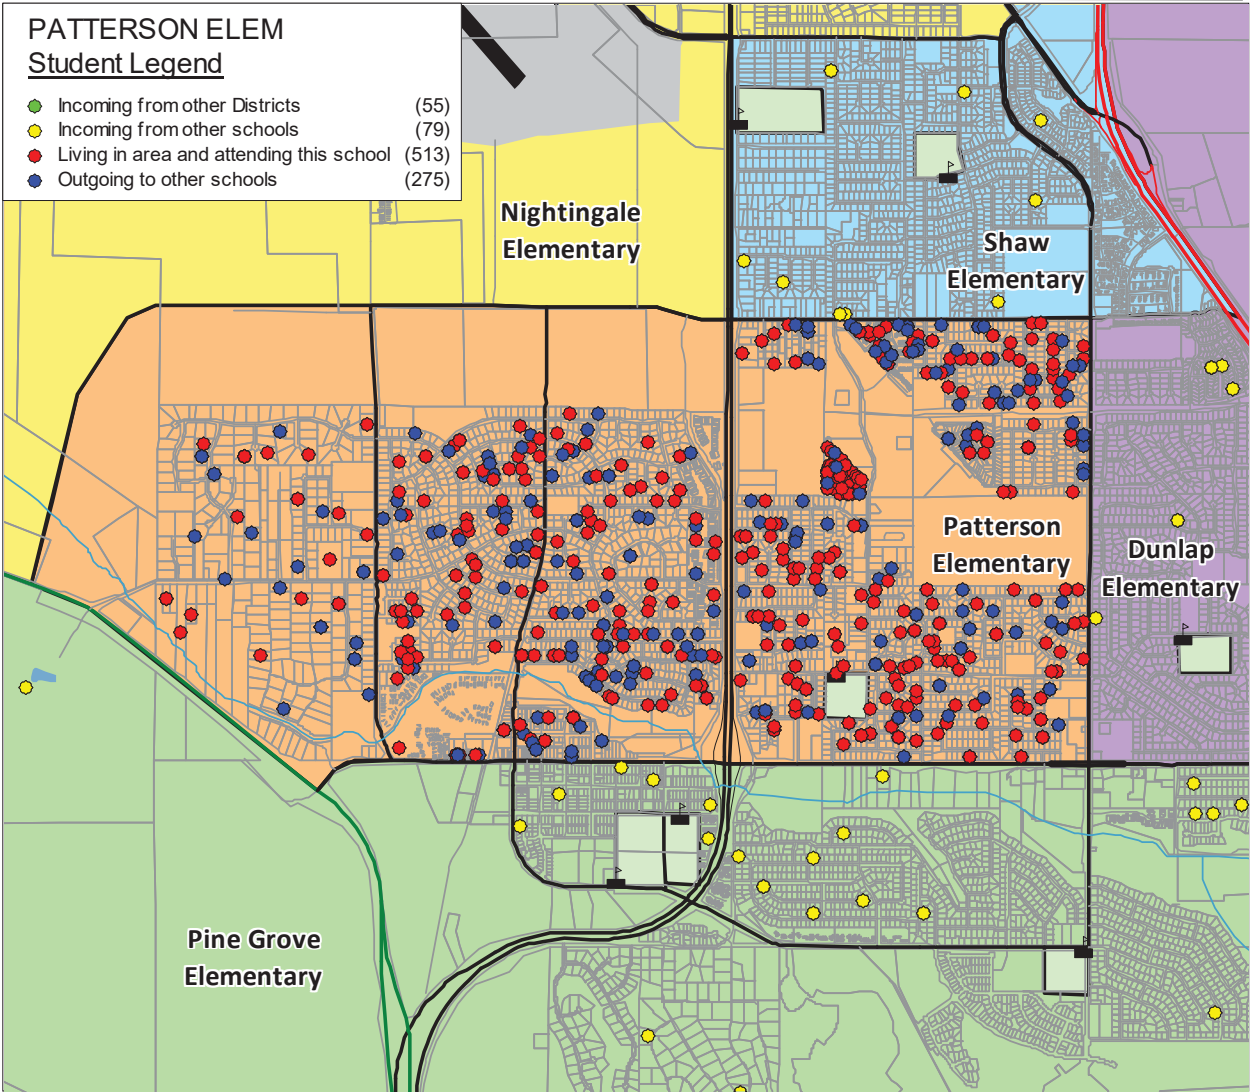 PATTERSON ELEM
Student Legend
Incoming from other Districts (55)
Incoming from other schools (79)
Living in area and attending this school (513)
Outgoing to other schools (275)
Nightingale
Elementary
Shaw
Elementary
Patterson
Elementary
Dunlap
Elementary
Pine Grove
Elementary